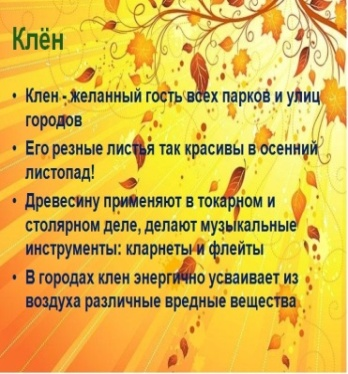 Клён
• Клен - желанный гость всех парков и улиц
городов
• Его резные листья так красивы в осенний
листопад!
• Древесину применяют в токарном и
столярном деле, делают музыкальные
инструменты: кларнеты и флейты
• В городах клен энергично усваивает из
воздуха различные вредные вещества